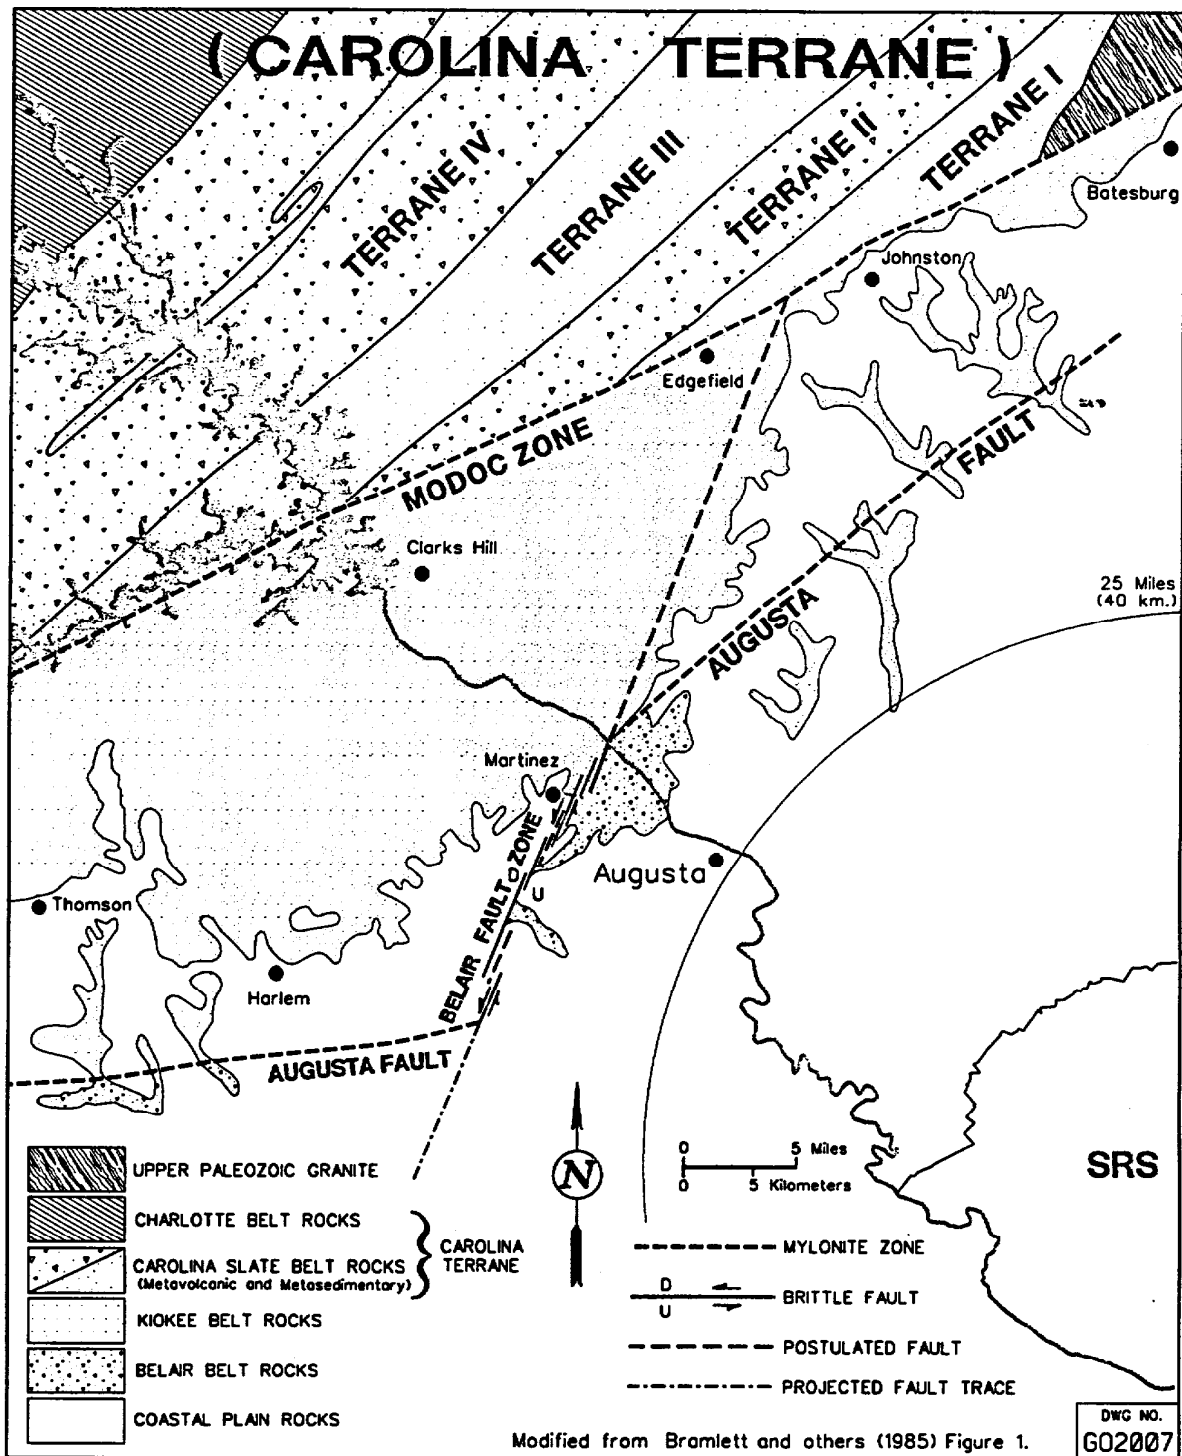 ( CAROLINA TERRANE )
TERRANE IV
TERRANE III
TERRANE II
TERRANE I
Batesburg
Johnston
Edgefield
MODOC ZONE
FAULT
AUGUSTA
Clarks Hill
25 Miles
(40 km.)
Martinez
BELAIR FAULT ZONE
D
U
Augusta
Thomson
Harlem
AUGUSTA FAULT
SRS
N
0 5 Miles
0 5 Kilometers
UPPER PALEOZOIC GRANITE
CHARLOTTE BELT ROCKS
CAROLINA SLATE BELT ROCKS
(Metavolcanic and Metasedimentary)
CAROLINA
TERRANE
KIOKEE BELT ROCKS
BELAIR BELT ROCKS
COASTAL PLAIN ROCKS
MYLONITE ZONE
D
U
BRITTLE FAULT
POSTULATED FAULT
PROJECTED FAULT TRACE
Modified from Bramlett and others (1985) Figure 1.
DWG NO.
GO2007